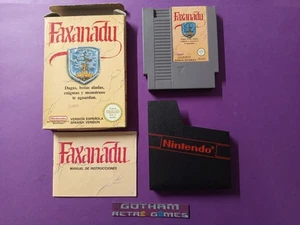 Faxanadu
Dagas, botas aladas,
enigmas y monstruos
te aguardan.
Nintendo
VERSION ESPAÑOLA
SPANISH VERSION
Faxanadu
Faxanadu
MANUAL DE INSTRUCCIONES
Nintendo
GOTHAM
RETRO GAMES